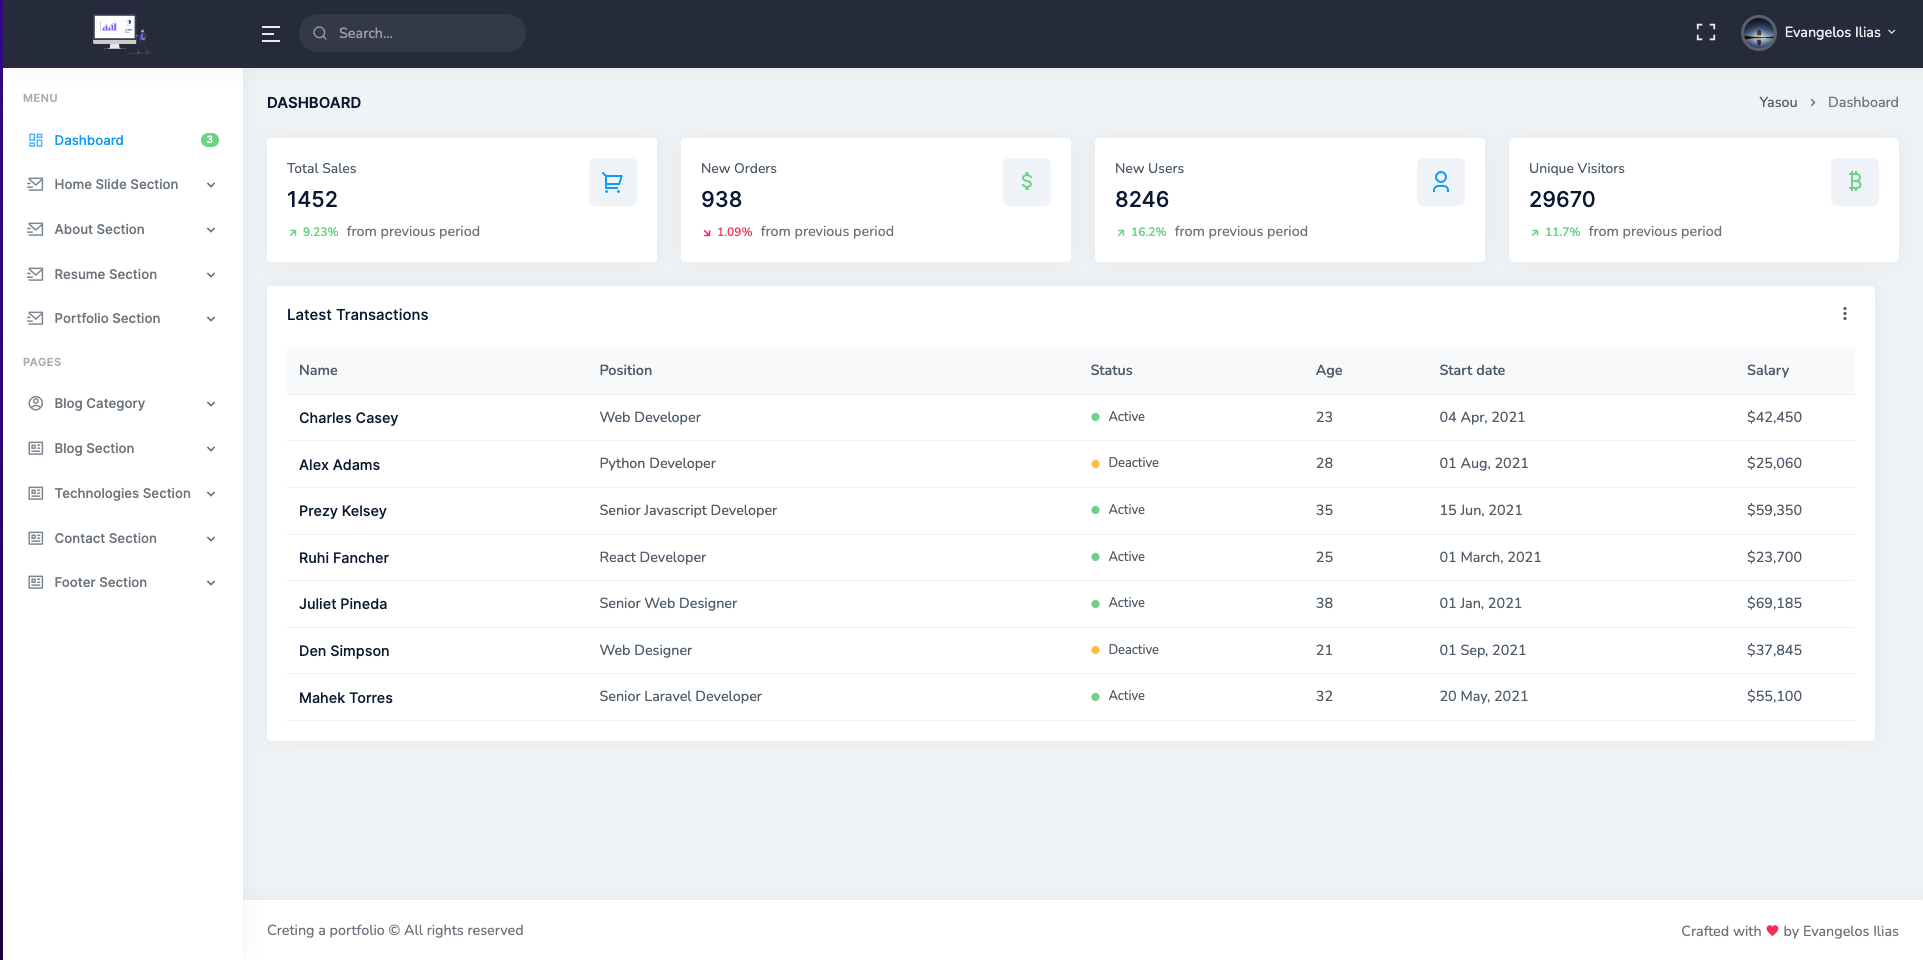 Search...
Evangelos Ilias
MENU
Dashboard 3
Home Slide Section
About Section
Resume Section
Portfolio Section
PAGES
Blog Category
Blog Section
Technologies Section
Contact Section
Footer Section
DASHBOARD
Yasou > Dashboard
Total Sales
1452
9.23% from previous period
New Orders
938
1.09% from previous period
New Users
8246
16.2% from previous period
Unique Visitors
29670
11.7% from previous period
Latest Transactions
Name Position Status Age Start date Salary
Charles Casey Web Developer Active 23 04 Apr, 2021 $42,450
Alex Adams Python Developer Deactive 28 01 Aug, 2021 $25,060
Prezy Kelsey Senior Javascript Developer Active 35 15 Jun, 2021 $59,350
Ruhi Fancher React Developer Active 25 01 March, 2021 $23,700
Juliet Pineda Senior Web Designer Active 38 01 Jan, 2021 $69,185
Den Simpson Web Designer Deactive 21 01 Sep, 2021 $37,845
Mahek Torres Senior Laravel Developer Active 32 20 May, 2021 $55,100
Creting a portfolio © All rights reserved
Crafted with ♥ by Evangelos Ilias